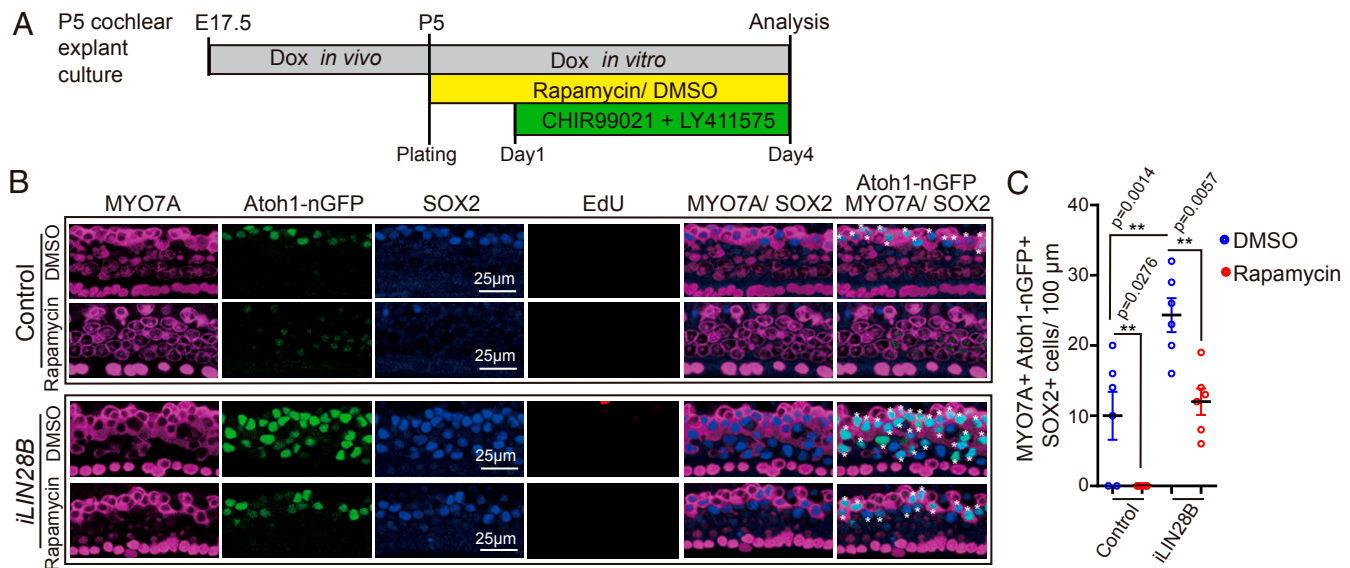 A
P5 cochlear
explant
culture
E17.5
P5
Analysis
Dox in vivo
Dox in vitro
Rapamycin/ DMSO
CHIR99021 + LY411575
Plating
Day1
Day4
B
MYO7A
Atoh1-nGFP
SOX2
EdU
MYO7A/ SOX2
Atoh1-nGFP
MYO7A/ SOX2
Control
DMSO
25µm
Rapamycin
25µm
iLIN28B
DMSO
25µm
Rapamycin
25µm
C
MYO7A+ Atoh1-nGFP+
SOX2+ cells/ 100 µm
40
30
20
10
0
p=0.0014
**
p=0.0276
**
p=0.0057
**
DMSO
Rapamycin
Control
iLIN28B